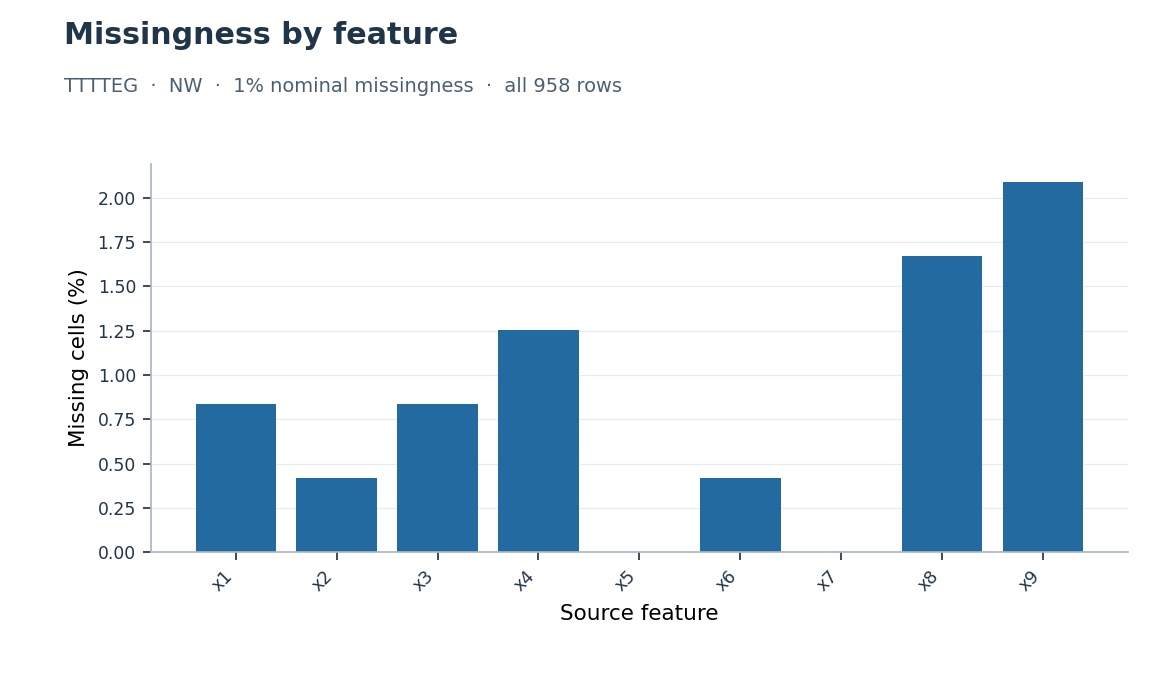 Missingness by feature
TTTTEG · NW · 1% nominal missingness · all 958 rows
Missing cells (%)
2.00
1.75
1.50
1.25
1.00
0.75
0.50
0.25
0.00
x1 x2 x3 x4 x5 x6 x7 x8 x9
Source feature